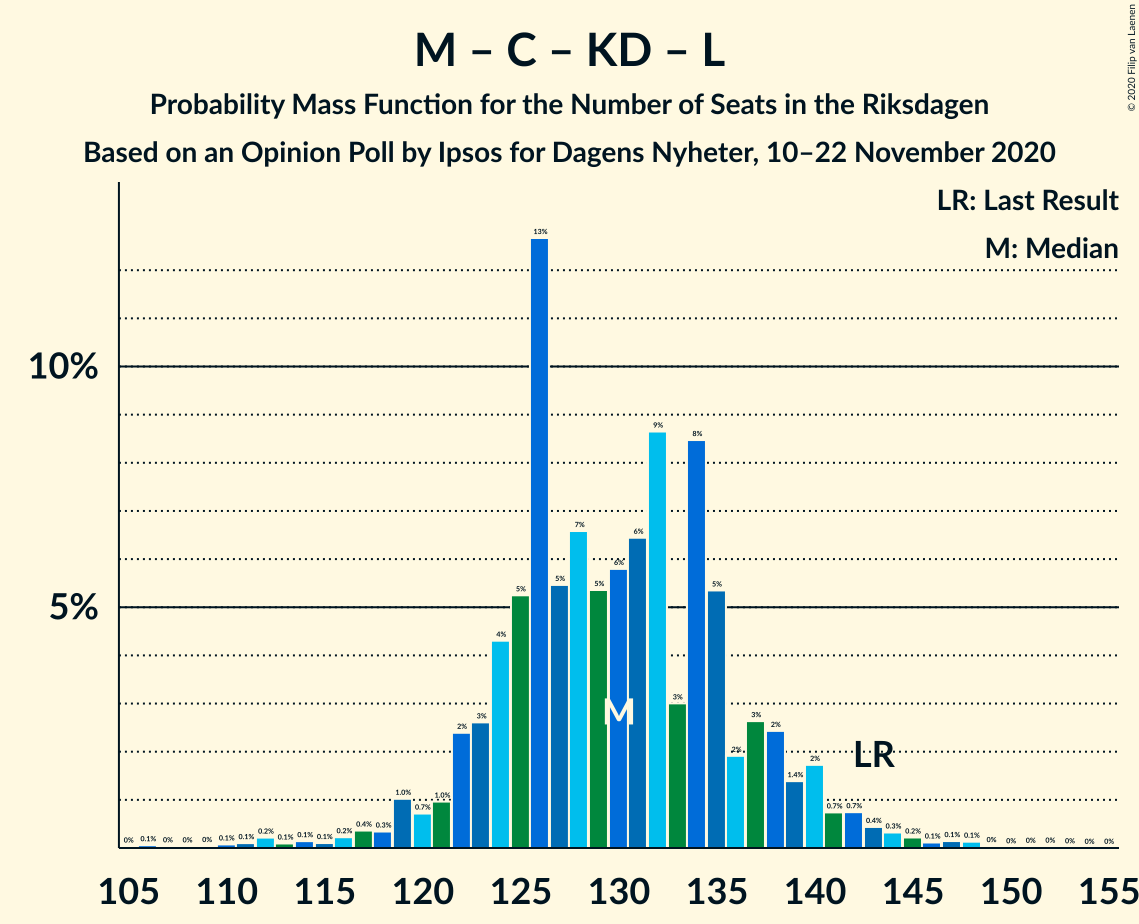 M – C – KD – L
Probability Mass Function for the Number of Seats in the Riksdagen
Based on an Opinion Poll by Ipsos for Dagens Nyheter, 10–22 November 2020
© 2020 Filip van Laenen
LR: Last Result
M: Median
10%
5%
0% 0.1% 0% 0% 0% 0.1% 0.1% 0.2% 0.1% 0.1% 0.1% 0.2% 0.4% 0.3% 1.0% 0.7% 1.0% 2% 3% 4% 5% 13% 5% 7% 5% 6% 6% 9% 3% 8% 5% 2% 3% 2% 1.4% 2% 0.7% 0.7% 0.4% 0.3% 0.2% 0.1% 0.1% 0.1% 0% 0% 0% 0% 0% 0% 0%
M
LR
105 110 115 120 125 130 135 140 145 150 155